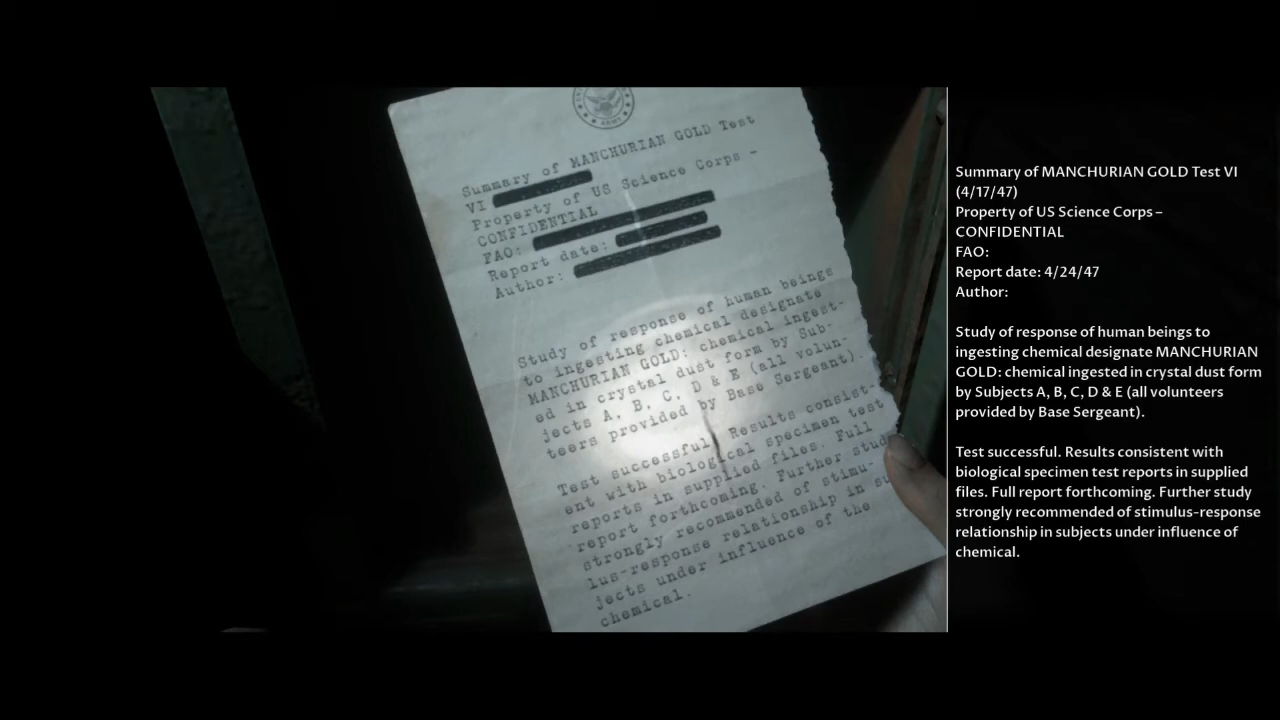 ARMY
Summary of MANCHURIAN GOLD Test
VI
Property of US Science Corps –
CONFIDENTIAL
FAO:
Report date:
Author:
Study of response of human beings
to ingesting chemical designate
MANCHURIAN GOLD: chemical ingest-
ed in crystal dust form by Sub-
jects A, B, C, D & E (all volun-
teers provided by Base Sergeant).
Test successful. Results consist-
ent with biological specimen test
reports in supplied files. Full
report forthcoming. Further stud
strongly recommended of stimu-
lus-response relationship in su
jects under influence of the
chemical.
Summary of MANCHURIAN GOLD Test VI
(4/17/47)
Property of US Science Corps –
CONFIDENTIAL
FAO:
Report date: 4/24/47
Author:
Study of response of human beings to
ingesting chemical designate MANCHURIAN
GOLD: chemical ingested in crystal dust form
by Subjects A, B, C, D & E (all volunteers
provided by Base Sergeant).
Test successful. Results consistent with
biological specimen test reports in supplied
files. Full report forthcoming. Further study
strongly recommended of stimulus-response
relationship in subjects under influence of
chemical.